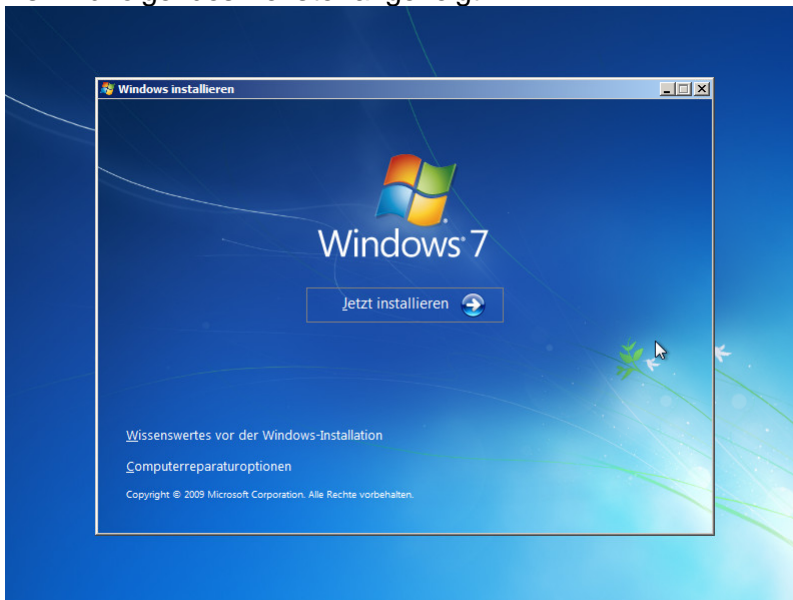 Windows installieren
Windows® 7
Jetzt installieren
Wissenswertes vor der Windows-Installation
Computerreparaturoptionen
Copyright © 2009 Microsoft Corporation. Alle Rechte vorbehalten.